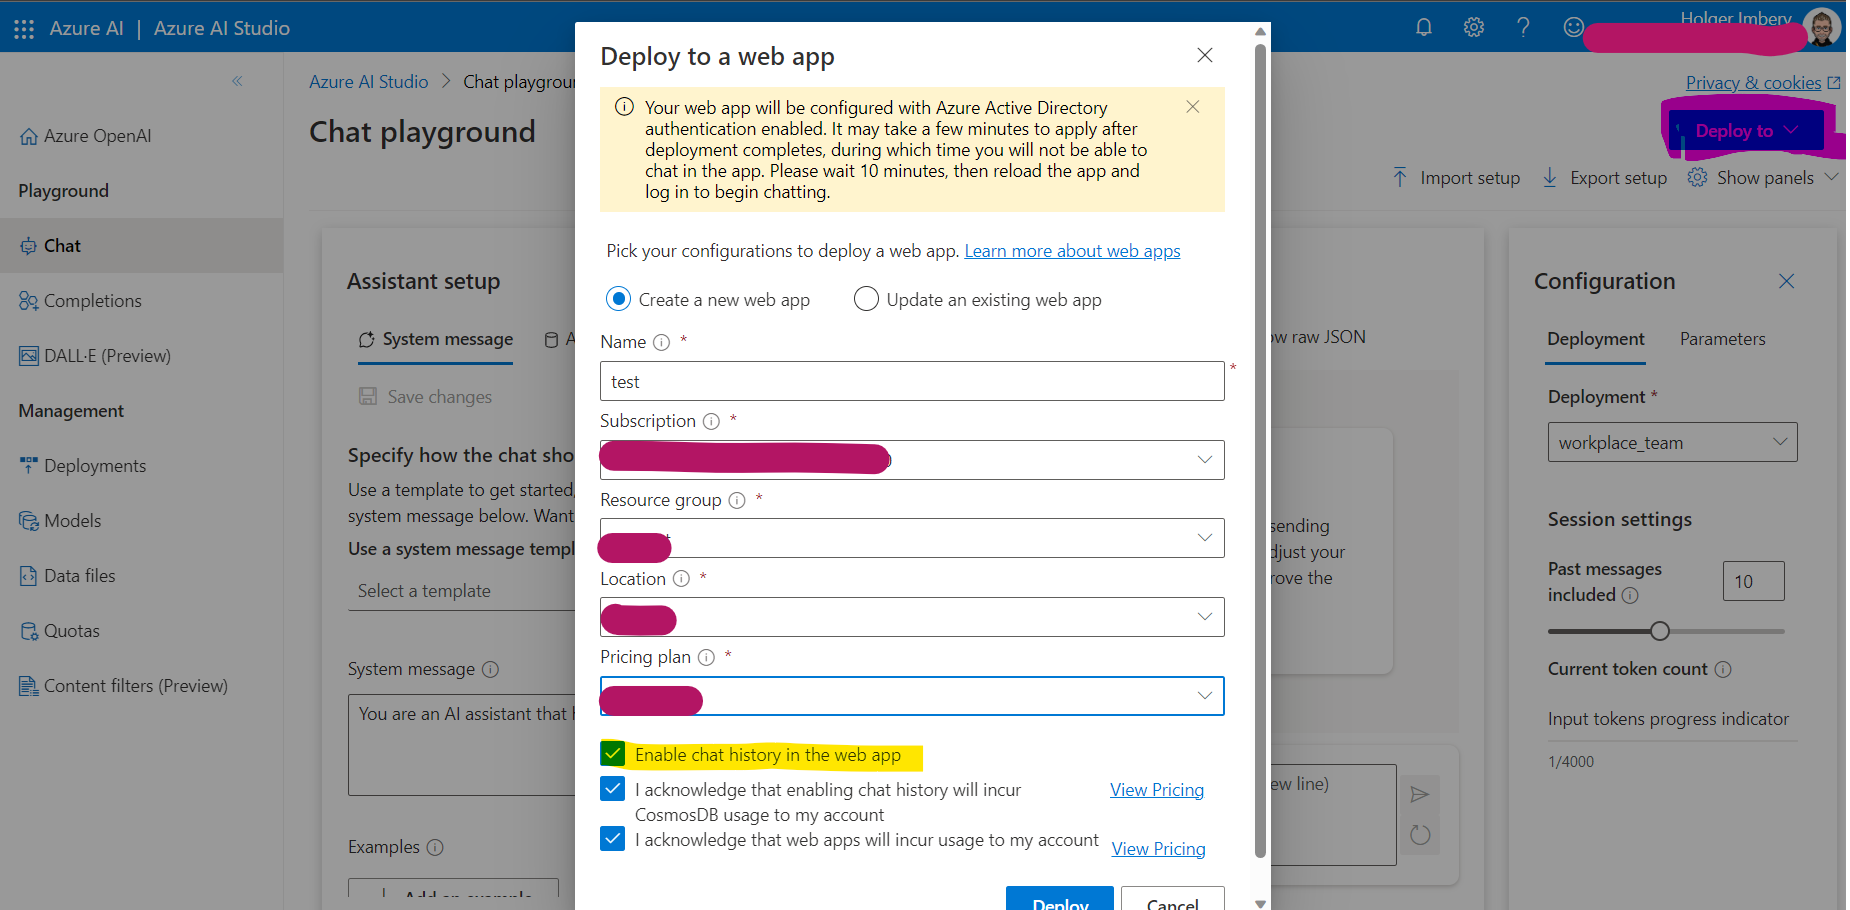 Azure AI | Azure AI Studio
Holger Imbery
Azure AI Studio > Chat
Privacy & cookies
Chat playground
Deploy to
Import setup
Export setup
Show panels
Azure OpenAI
Playground
Chat
Completions
DALL·E (Preview)
Management
Deployments
Models
Data files
Quotas
Content filters (Preview)
Assistant setup
System message
A
Save changes
Specify how the chat sho
Use a template to get started,
system message below. Want
Use a system message templ
Select a template
System message
You are an AI assistant that h
Examples
Add an example
Deploy to a web app
Your web app will be configured with Azure Active Directory
authentication enabled. It may take a few minutes to apply after
deployment completes, during which time you will not be able to
chat in the app. Please wait 10 minutes, then reload the app and
log in to begin chatting.
Pick your configurations to deploy a web app. Learn more about web apps
Create a new web app
Update an existing web app
Name *
test
*
Subscription *
Resource group *
Location *
Pricing plan *
Enable chat history in the web app
I acknowledge that enabling chat history will incur
CosmosDB usage to my account
View Pricing
I acknowledge that web apps will incur usage to my account
View Pricing
Deploy
Cancel
ow raw JSON
sending
djust your
rove the
ew line)
Configuration
Deployment
Parameters
Deployment *
workplace_team
Session settings
Past messages
included
10
Current token count
Input tokens progress indicator
1/4000